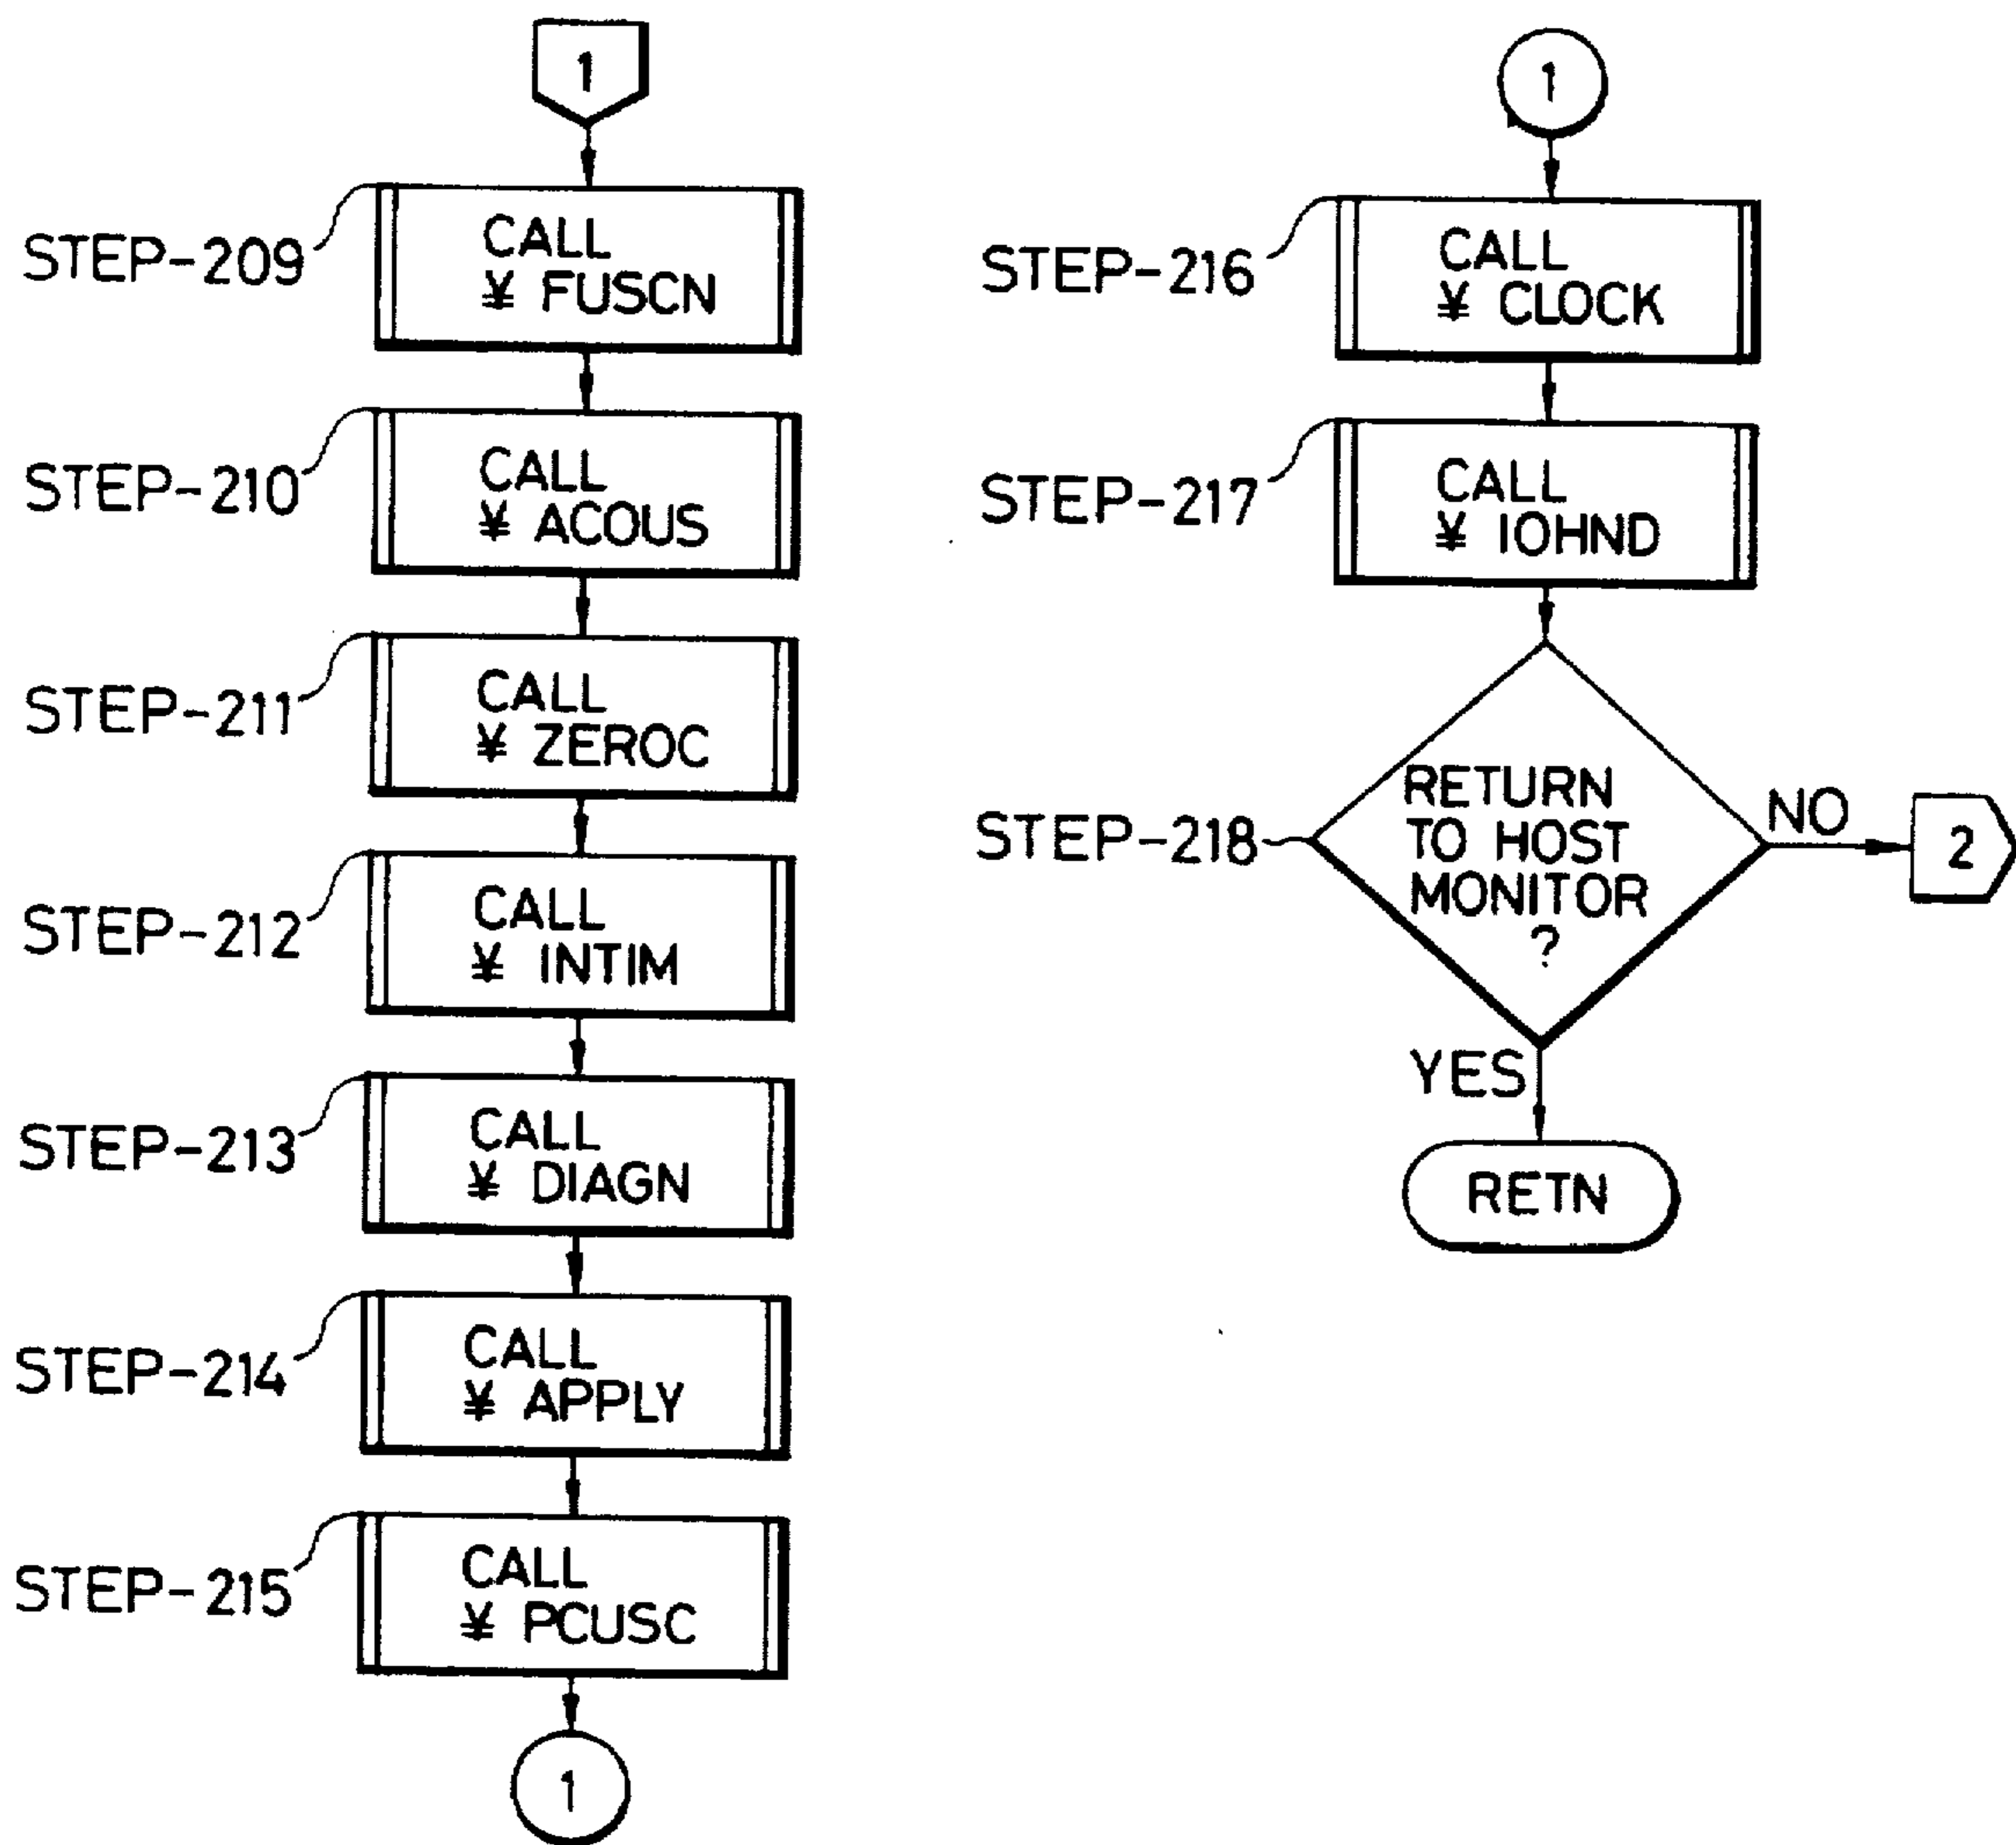 1
STEP-209
CALL
¥ FUSCN
STEP-210
CALL
¥ ACOUS
STEP-211
CALL
¥ ZEROC
STEP-212
CALL
¥ INTIM
STEP-213
CALL
¥ DIAGN
STEP-214
CALL
¥ APPLY
STEP-215
CALL
¥ PCUSC
1
1
STEP-216
CALL
¥ CLOCK
STEP-217
CALL
¥ IOHND
STEP-218
RETURN
TO HOST
MONITOR
?
NO
2
YES
RETN